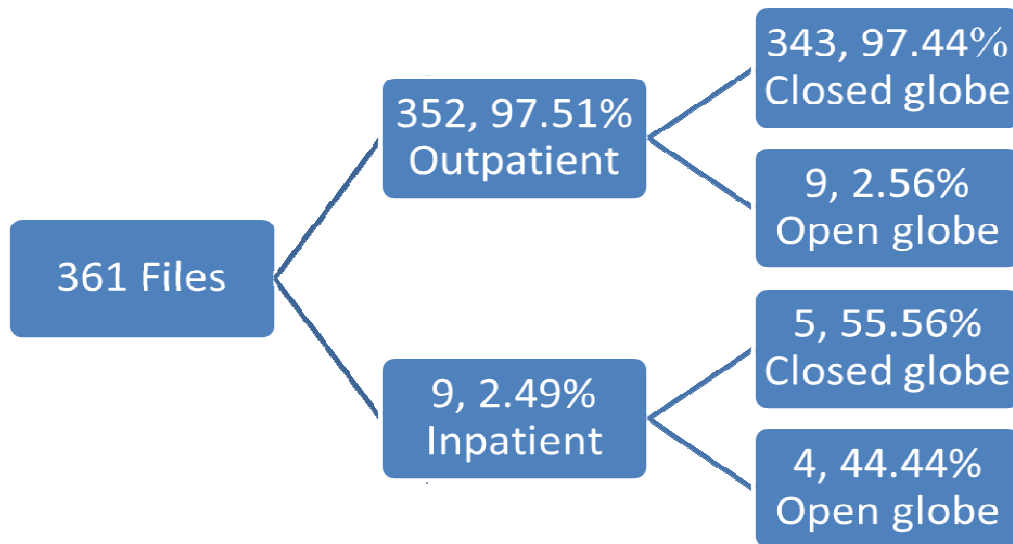 361 Files
352, 97.51%
Outpatient
343, 97.44%
Closed globe
9, 2.56%
Open globe
9, 2.49%
Inpatient
5, 55.56%
Closed globe
4, 44.44%
Open globe